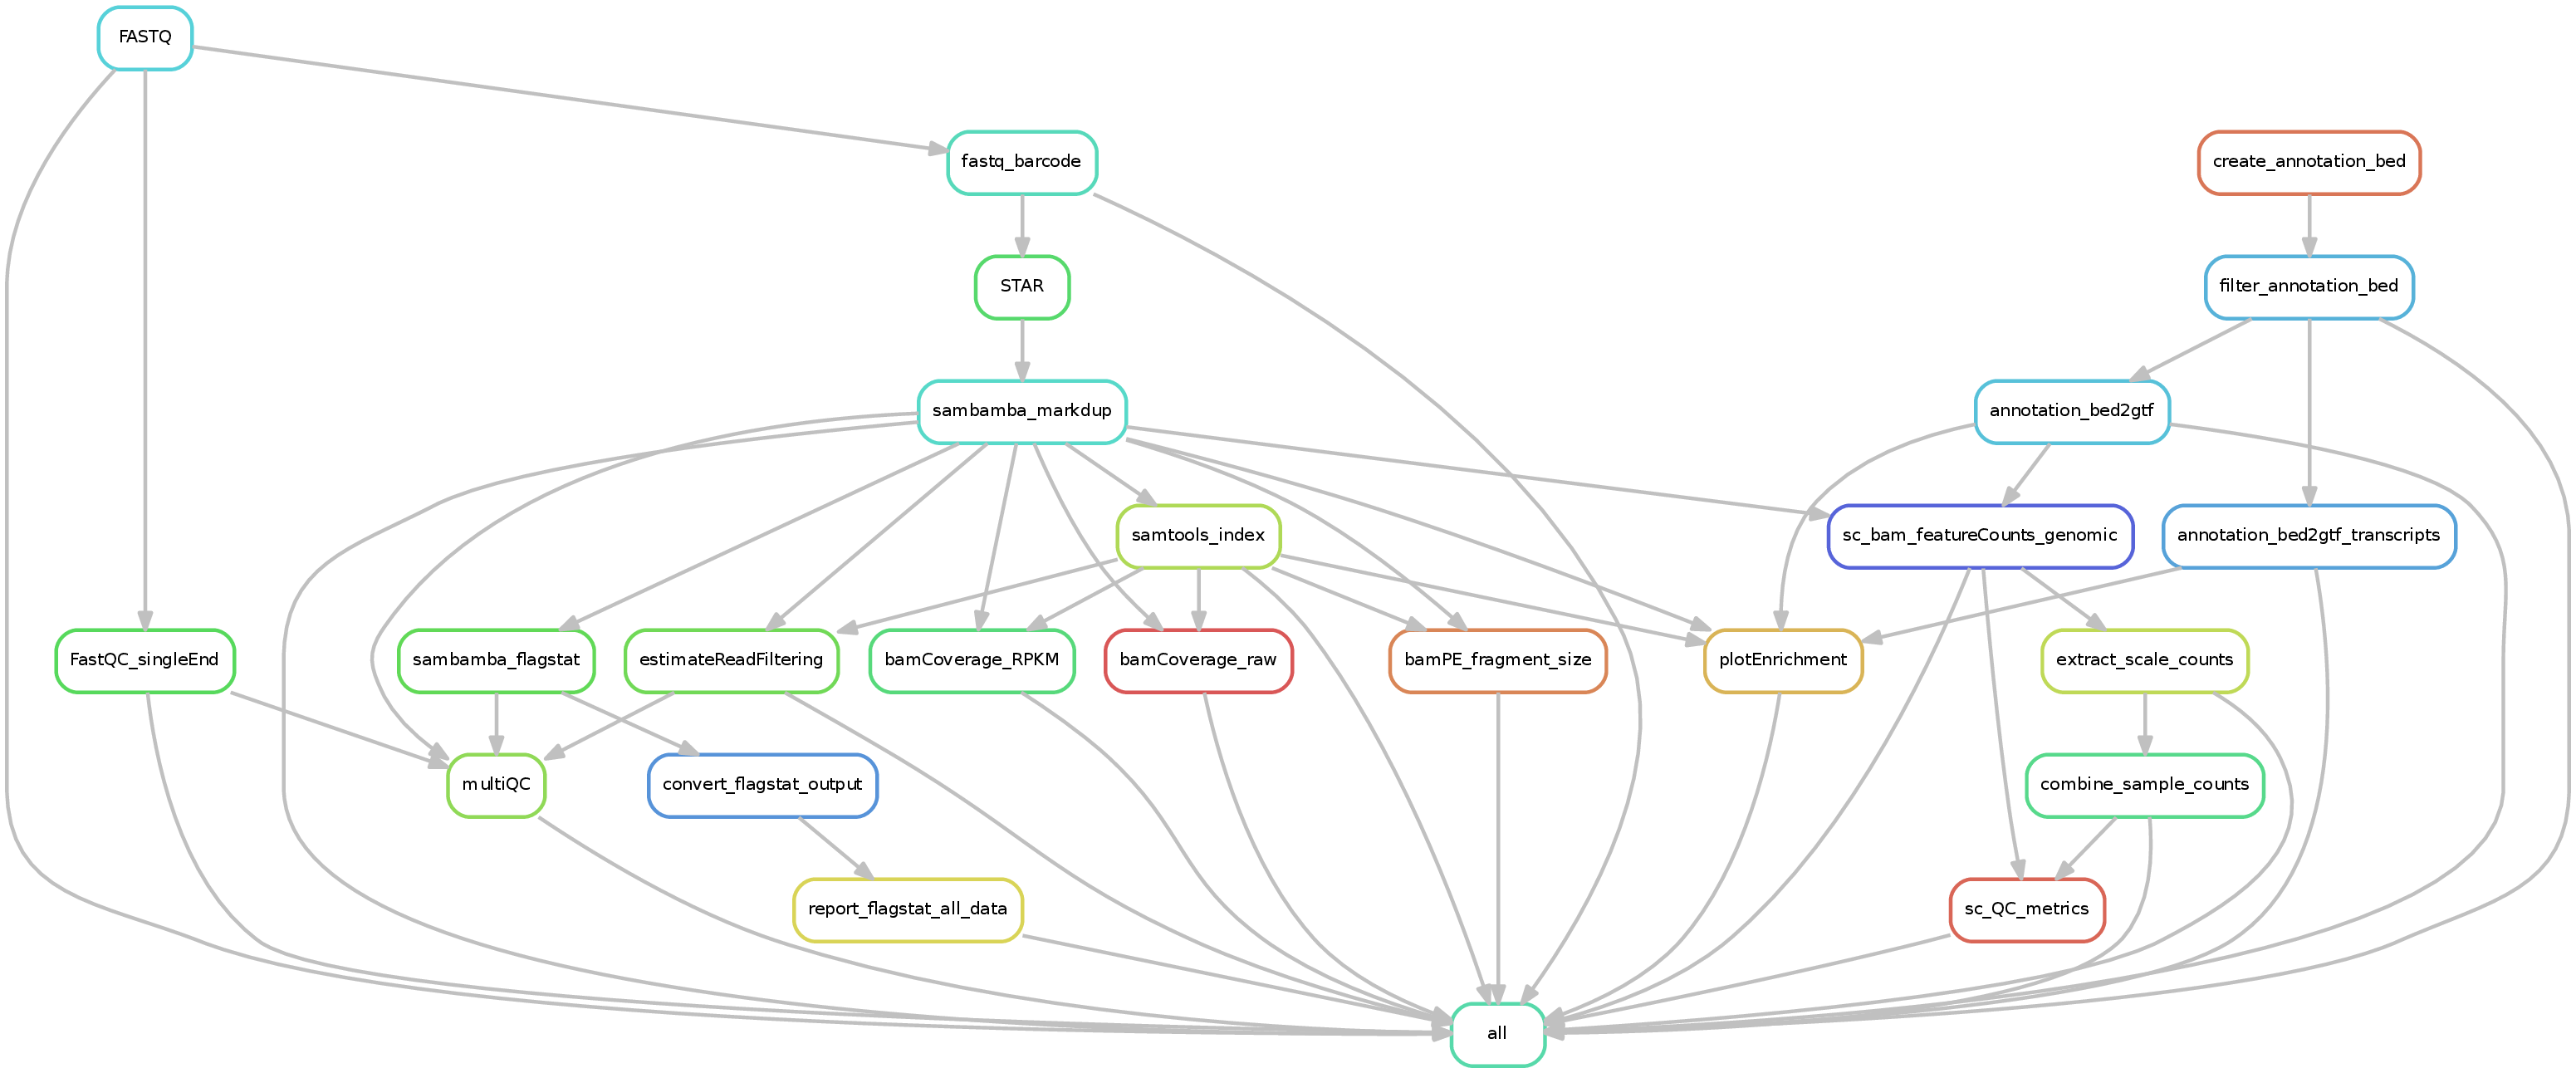 FASTQ
fastq_barcode
create_annotation_bed
STAR
filter_annotation_bed
sambamba_markdup
annotation_bed2gtf
samtools_index
sc_bam_featureCounts_genomic
annotation_bed2gtf_transcripts
FastQC_singleEnd
sambamba_flagstat
estimateReadFiltering
bamCoverage_RPKM
bamCoverage_raw
bamPE_fragment_size
plotEnrichment
extract_scale_counts
multiQC
convert_flagstat_output
combine_sample_counts
report_flagstat_all_data
sc_QC_metrics
all